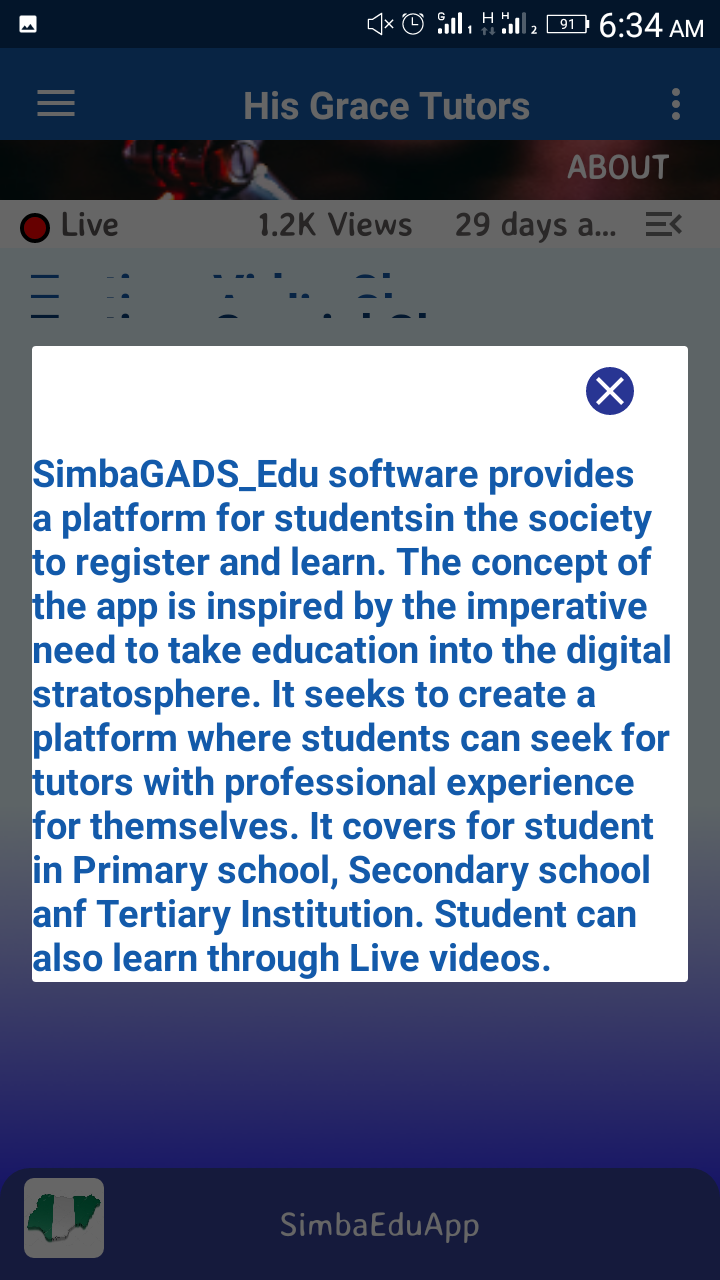 G 1 H H 2 91 6:34 AM
His Grace Tutors
ABOUT
Live 1.2K Views 29 days a...
SimbaGADS_Edu software provides
a platform for studentsin the society
to register and learn. The concept of
the app is inspired by the imperative
need to take education into the digital
stratosphere. It seeks to create a
platform where students can seek for
tutors with professional experience
for themselves. It covers for student
in Primary school, Secondary school
anf Tertiary Institution. Student can
also learn through Live videos.
SimbaEduApp